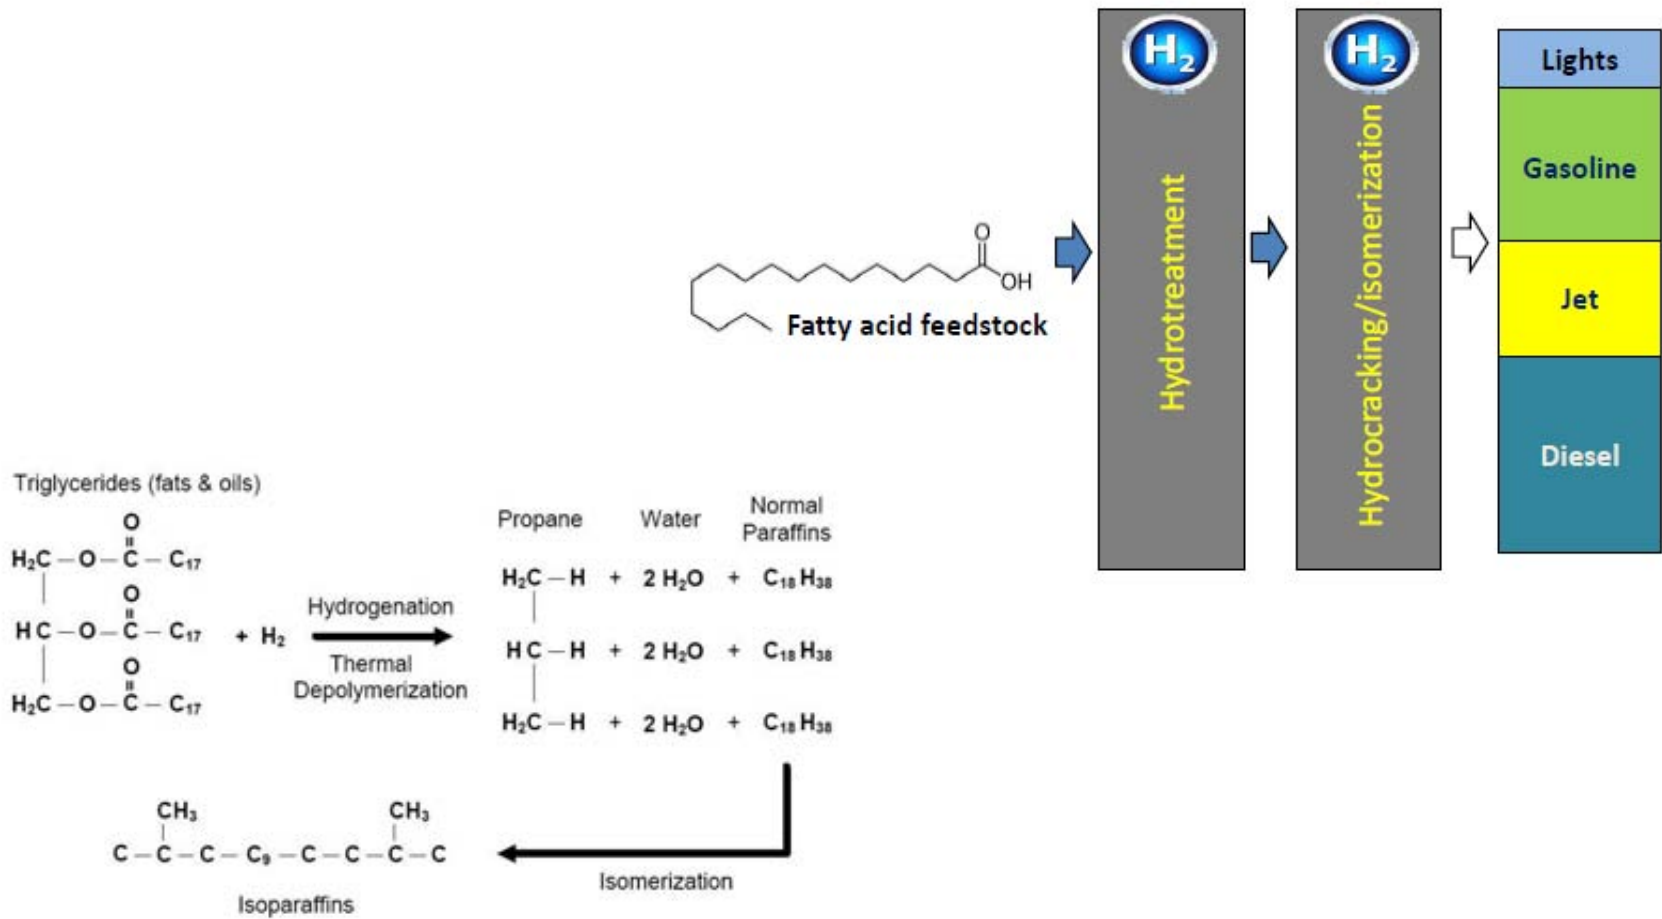 H2
H2
Lights
Gasoline
Jet
Diesel
Hydrotreatment
Hydrocracking/isomerization
O
OH
Fatty acid feedstock
Triglycerides (fats & oils)
O
H₂C – O – C – C₁₇
O
HC – O – C – C₁₇
O
H₂C – O – C – C₁₇
+ H₂
Hydrogenation
Thermal
Depolymerization
Propane Water Normal
Paraffins
H₂C – H + 2 H₂O + C₁₈H₃₈
HC – H + 2 H₂O + C₁₈H₃₈
H₂C – H + 2 H₂O + C₁₈H₃₈
Isomerization
CH₃ CH₃
C – C – C – C₉ – C – C – C – C
Isoparaffins